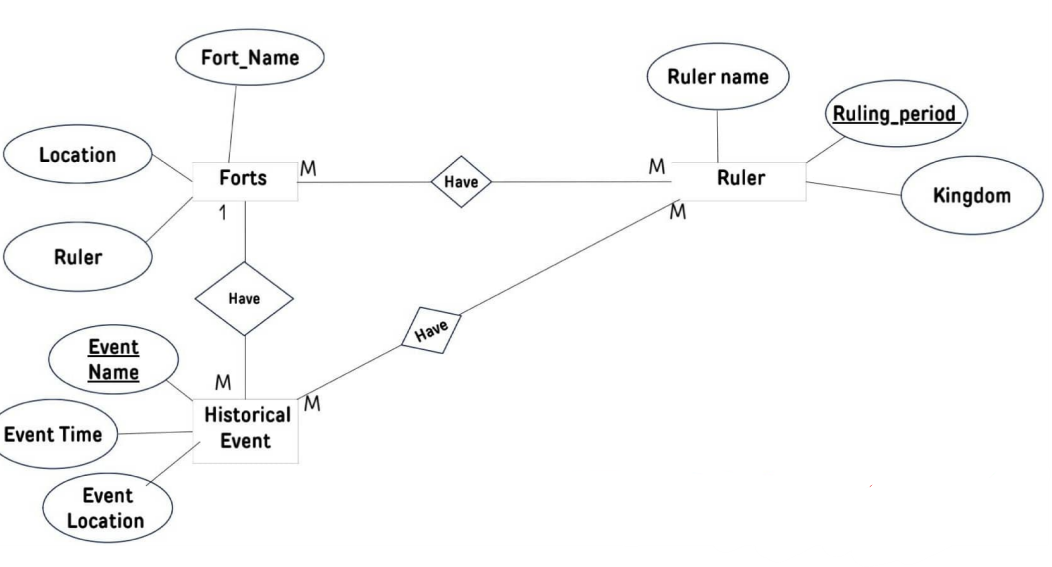 Fort_Name
Ruler name
Ruling_period
Location
Forts
M
Have
M
Ruler
Kingdom
1
M
Ruler
Have
Have
Event
Name
M
M
Historical
Event
Event Time
Event
Location